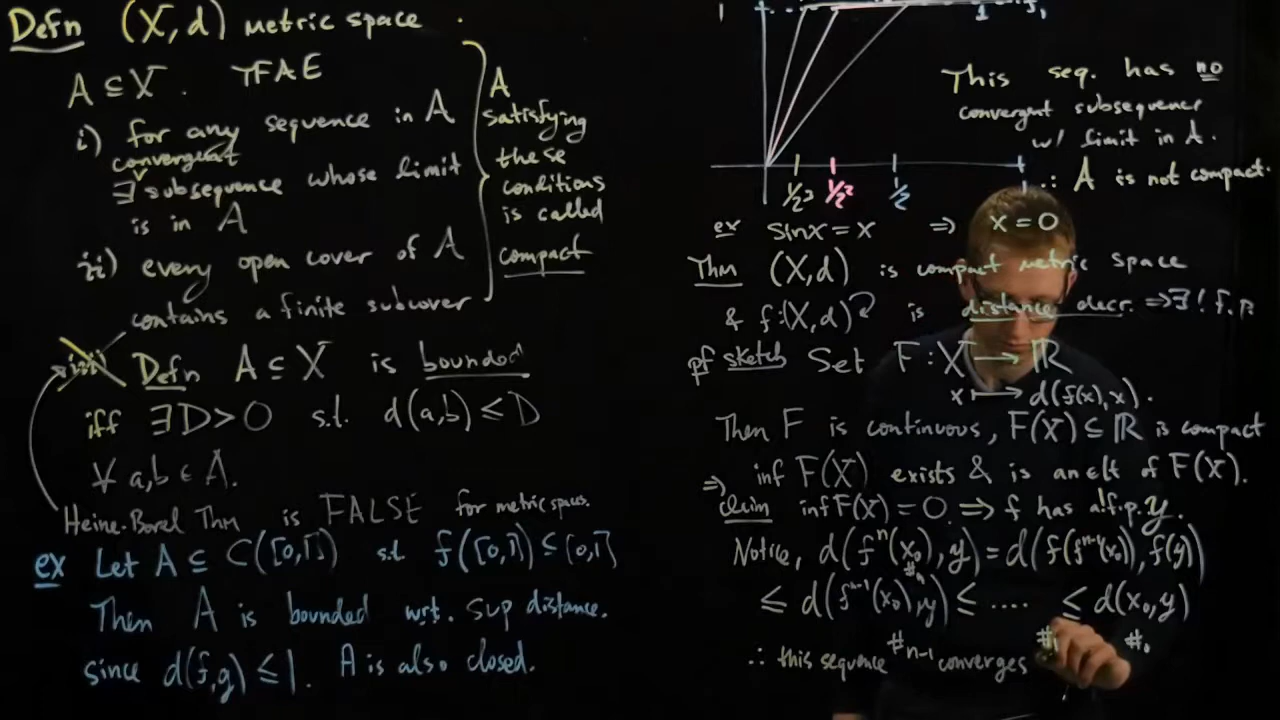 Defn (X,d) metric space .
A ⊆ X. TFAE
i) for any sequence in A
convergent
∃ subsequence whose limit
is in A
ii) every open cover of A
contains a finite subcover
A
satisfying
these
conditions
is called
compact
iii) Defn A ⊆ X is bounded
iff ∃D>0 s.t. d(a,b) ≤ D
∀ a,b ∈ A.
Heine-Borel Thm is FALSE for metric spaces.
ex Let A ⊆ C([0,1]) s.t. f([0,1]) ⊆ [0,1]
Then A is bounded w.r.t. sup distance.
since d(f,g) ≤ 1. A is also closed.
1
1/2³ 1/2² 1/2 1
This seq. has no
convergent subsequence
w/ limit in A.
∴ A is not compact.
ex sinx = x ⇒ x = 0
Thm (X,d) is compact metric space
& f:(X,d)↩ is distance decr. ⇒ ∃! f.p.
pf sketch Set F: X → ℝ
x ↦ d(f(x),x).
Then F is continuous, F(X) ⊆ ℝ is compact
⇒ inf F(X) exists & is an elt of F(X).
claim inf F(X) = 0. ⇒ f has a! f.p. y.
Notice, d(fⁿ(x₀),y) = d(f(fⁿ⁻¹(x₀)),f(y))
#n
≤ d(fⁿ⁻¹(x₀),y) ≤ .... ≤ d(x₀,y)
#n-1 #1 #0
∴ this sequence converges